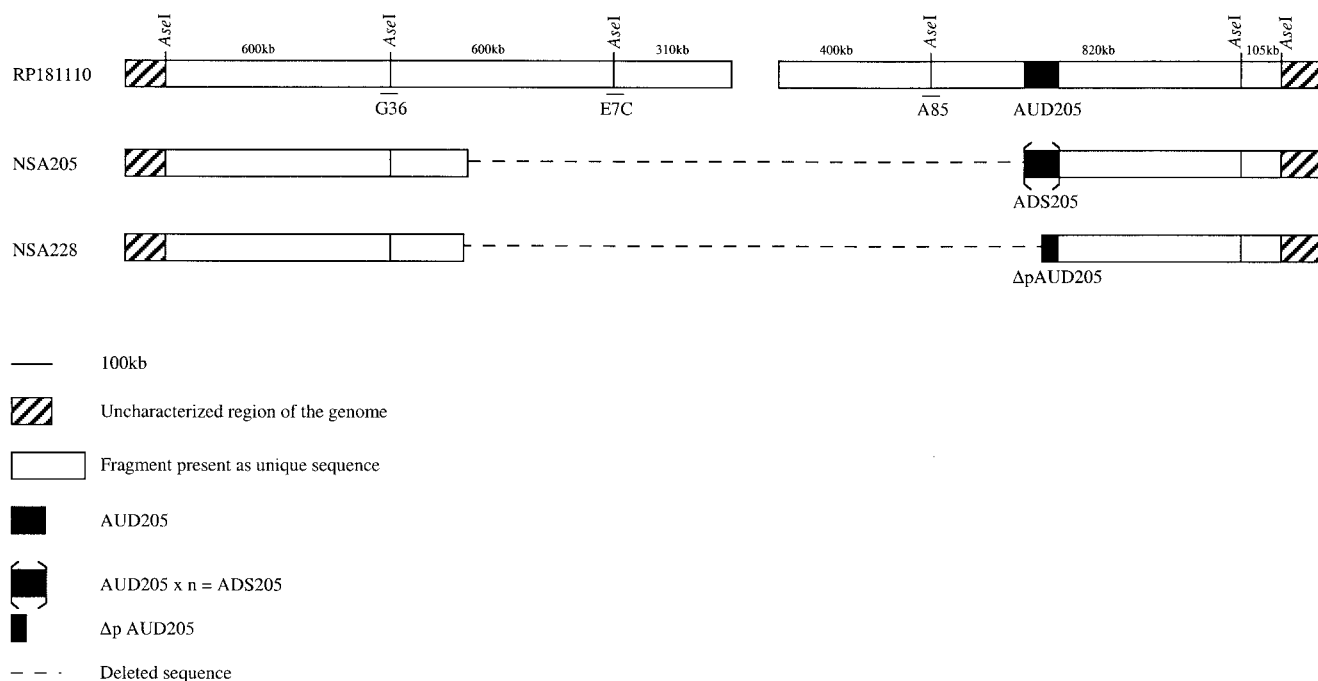 AseI AseI AseI AseI AseI AseI
600kb 600kb 310kb 400kb 820kb 105kb
RP181110
G36 E7C A85 AUD205
NSA205
ADS205
NSA228
ΔpAUD205
100kb
Uncharacterized region of the genome
Fragment present as unique sequence
AUD205
AUD205 x n = ADS205
Δp AUD205
Deleted sequence